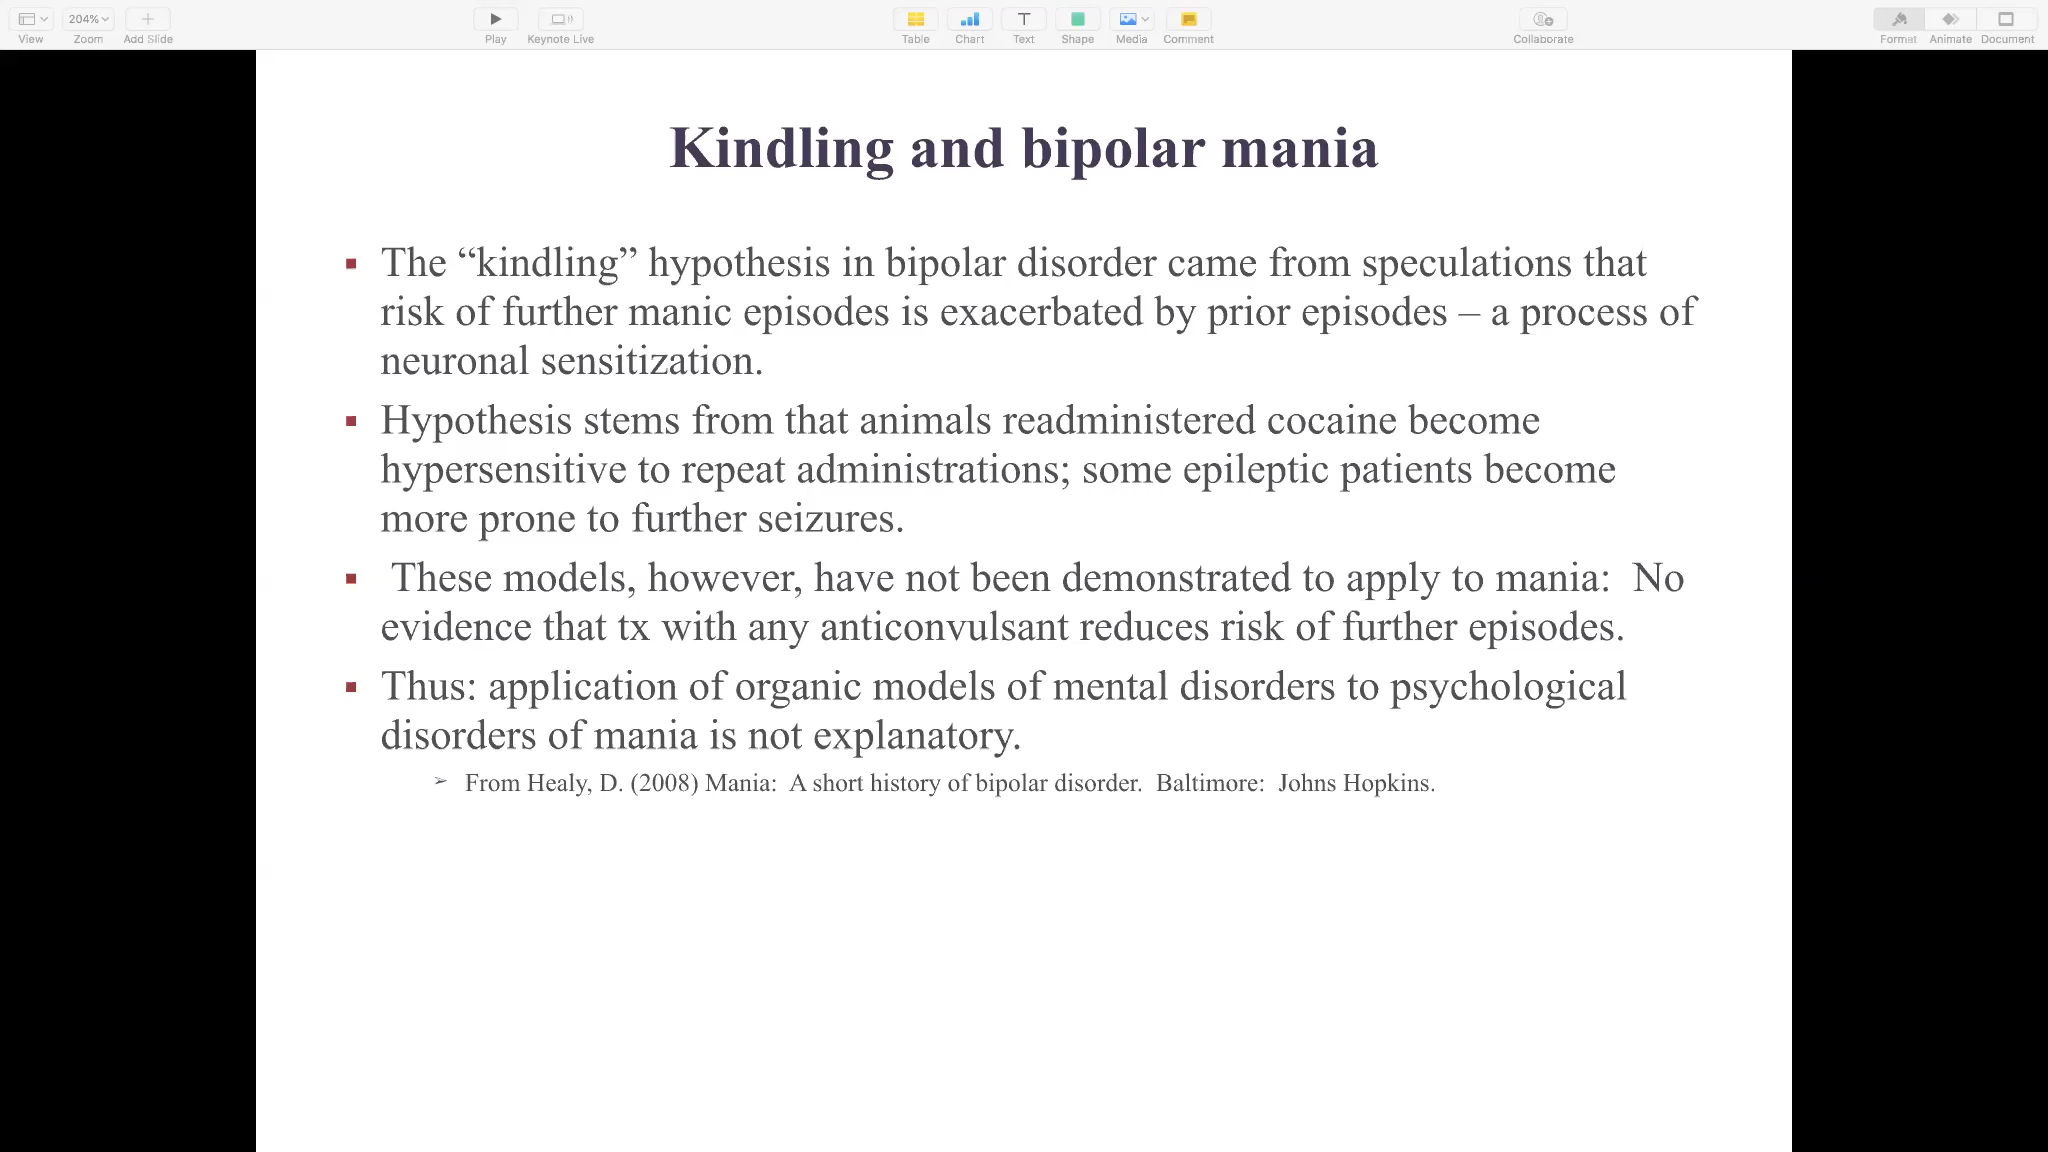 View
204%
Zoom
Add Slide
Play
Keynote Live
Table
Chart
T
Text
Shape
Media
Comment
Collaborate
Format
Animate
Document
Kindling and bipolar mania
▪ The “kindling” hypothesis in bipolar disorder came from speculations that
risk of further manic episodes is exacerbated by prior episodes – a process of
neuronal sensitization.
▪ Hypothesis stems from that animals readministered cocaine become
hypersensitive to repeat administrations; some epileptic patients become
more prone to further seizures.
▪ These models, however, have not been demonstrated to apply to mania:  No
evidence that tx with any anticonvulsant reduces risk of further episodes.
▪ Thus: application of organic models of mental disorders to psychological
disorders of mania is not explanatory.
➢ From Healy, D. (2008) Mania:  A short history of bipolar disorder.  Baltimore:  Johns Hopkins.